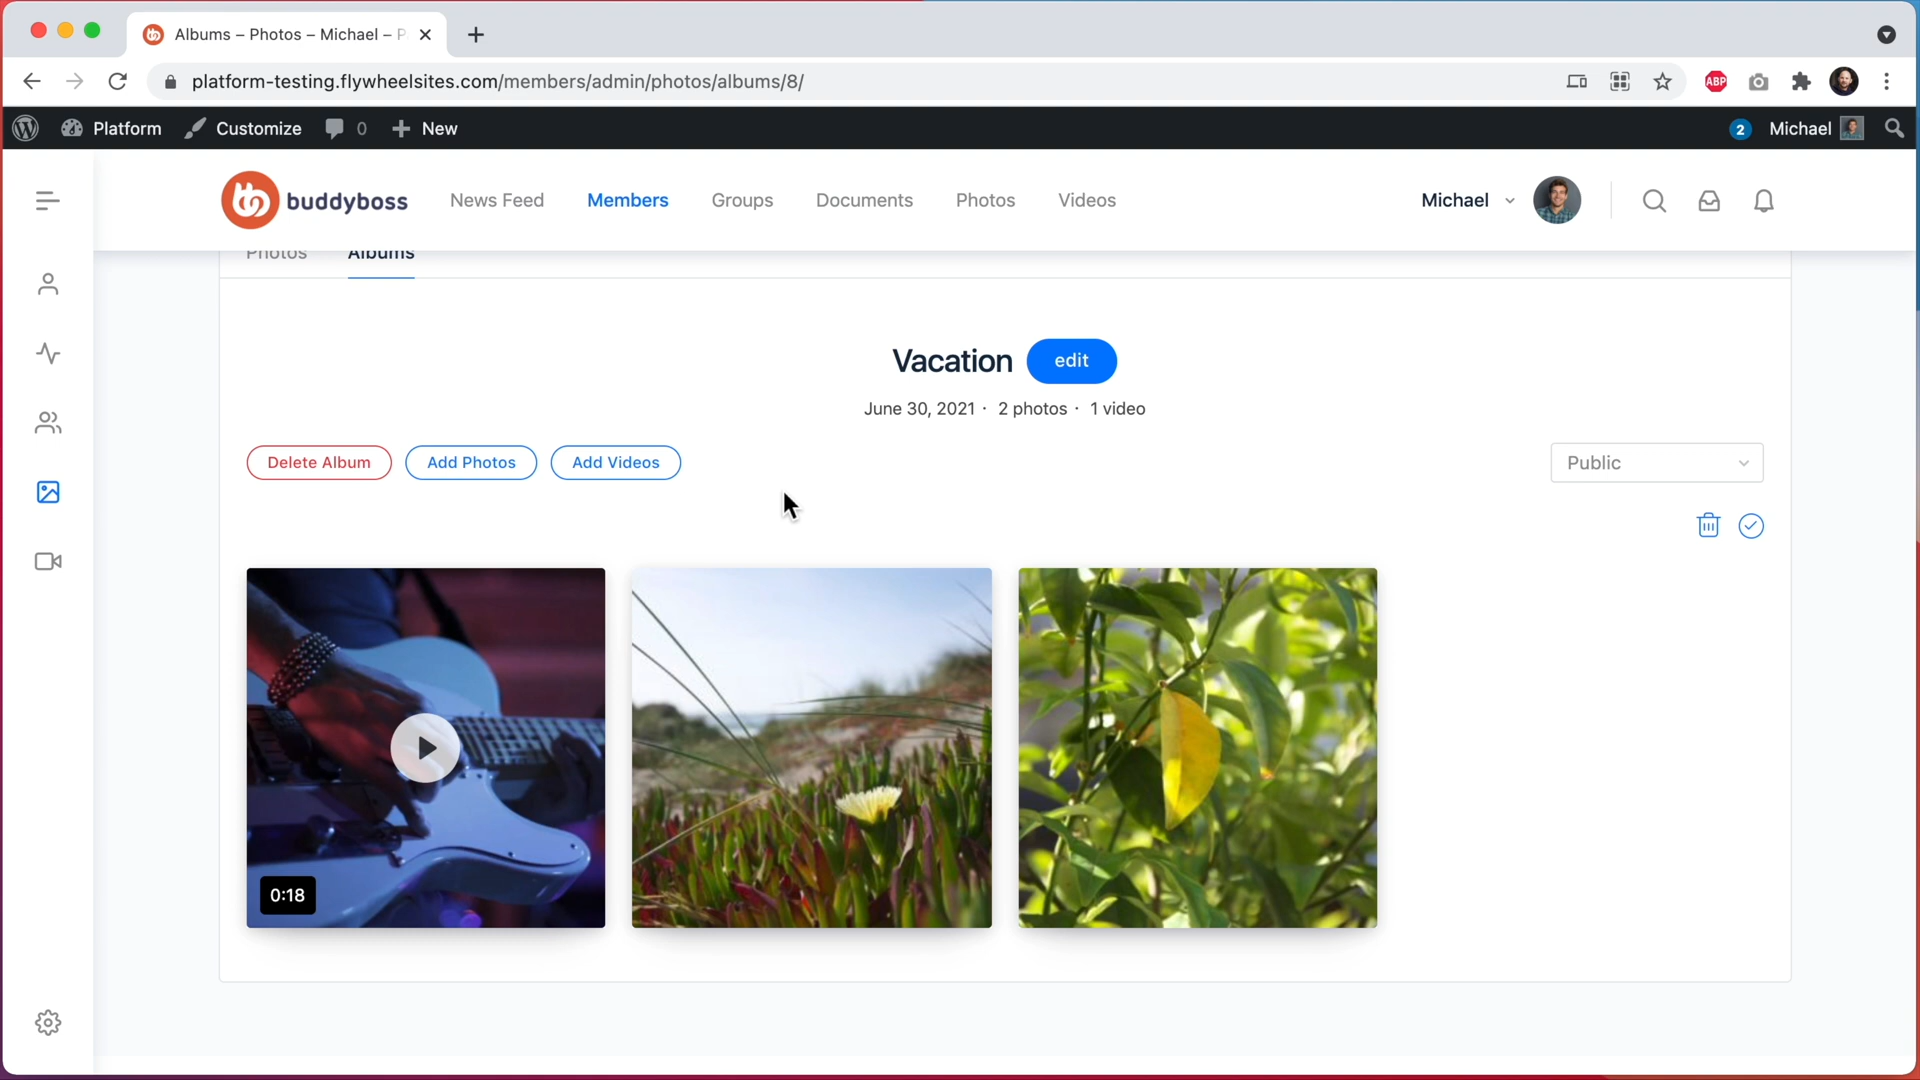 Albums – Photos – Michael – P
platform-testing.flywheelsites.com/members/admin/photos/albums/8/
ABP
Platform Customize 0 New 2 Michael
buddyboss News Feed Members Groups Documents Photos Videos Michael
Photos Albums
Vacation edit
June 30, 2021 · 2 photos · 1 video
Delete Album Add Photos Add Videos Public
0:18